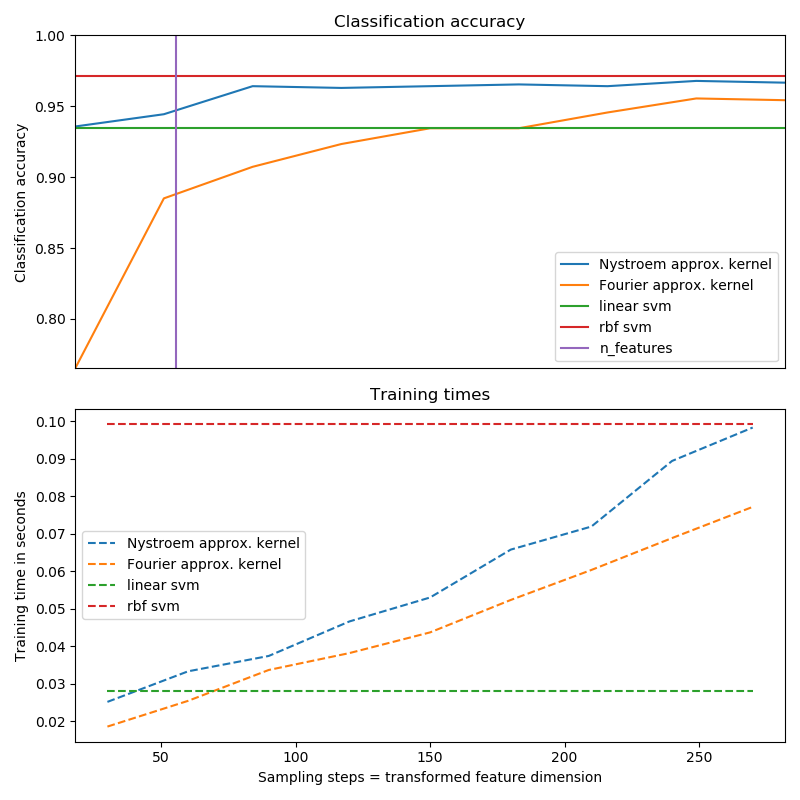 Classification accuracy
1.00
0.95
0.90
0.85
0.80
Classification accuracy
Nystroem approx. kernel
Fourier approx. kernel
linear svm
rbf svm
n_features
Training times
0.10
0.09
0.08
0.07
0.06
0.05
0.04
0.03
0.02
Training time in seconds
Nystroem approx. kernel
Fourier approx. kernel
linear svm
rbf svm
50 100 150 200 250
Sampling steps = transformed feature dimension